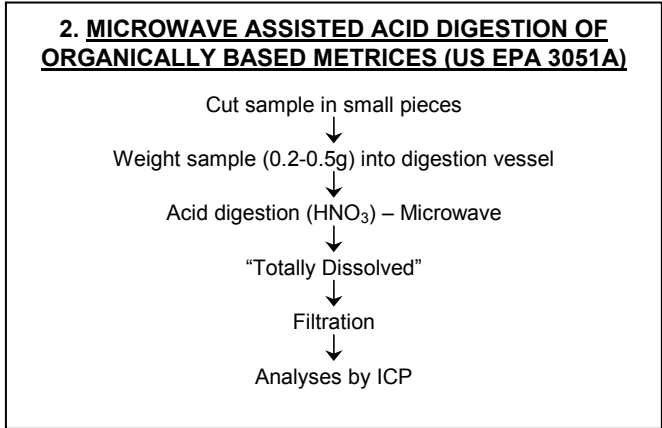 2. MICROWAVE ASSISTED ACID DIGESTION OF
ORGANICALLY BASED METRICES (US EPA 3051A)
Cut sample in small pieces
Weight sample (0.2-0.5g) into digestion vessel
Acid digestion (HNO₃) – Microwave
“Totally Dissolved”
Filtration
Analyses by ICP